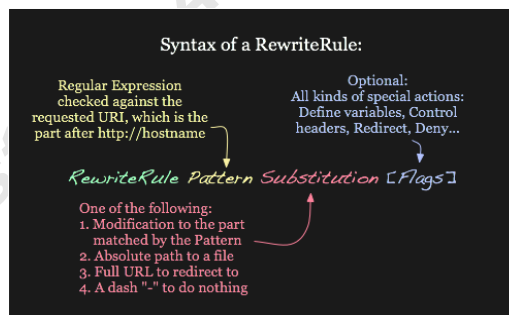 Syntax of a RewriteRule:
Regular Expression
checked against the
requested URI, which is the
part after http://hostname
Optional:
All kinds of special actions:
Define variables, Control
headers, Redirect, Deny...
RewriteRule Pattern Substitution [Flags]
One of the following:
1. Modification to the part
matched by the Pattern
2. Absolute path to a file
3. Full URL to redirect to
4. A dash "-" to do nothing